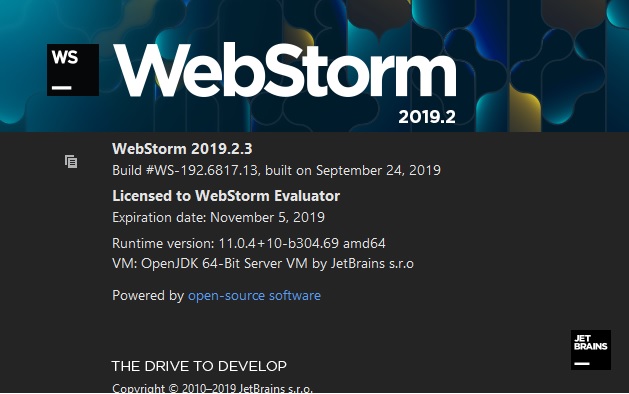 WS
WebStorm
2019.2
WebStorm 2019.2.3
Build #WS-192.6817.13, built on September 24, 2019
Licensed to WebStorm Evaluator
Expiration date: November 5, 2019
Runtime version: 11.0.4+10-b304.69 amd64
VM: OpenJDK 64-Bit Server VM by JetBrains s.r.o
Powered by open-source software
JET
BRAINS
THE DRIVE TO DEVELOP
Copyright © 2010–2019 JetBrains s.r.o.